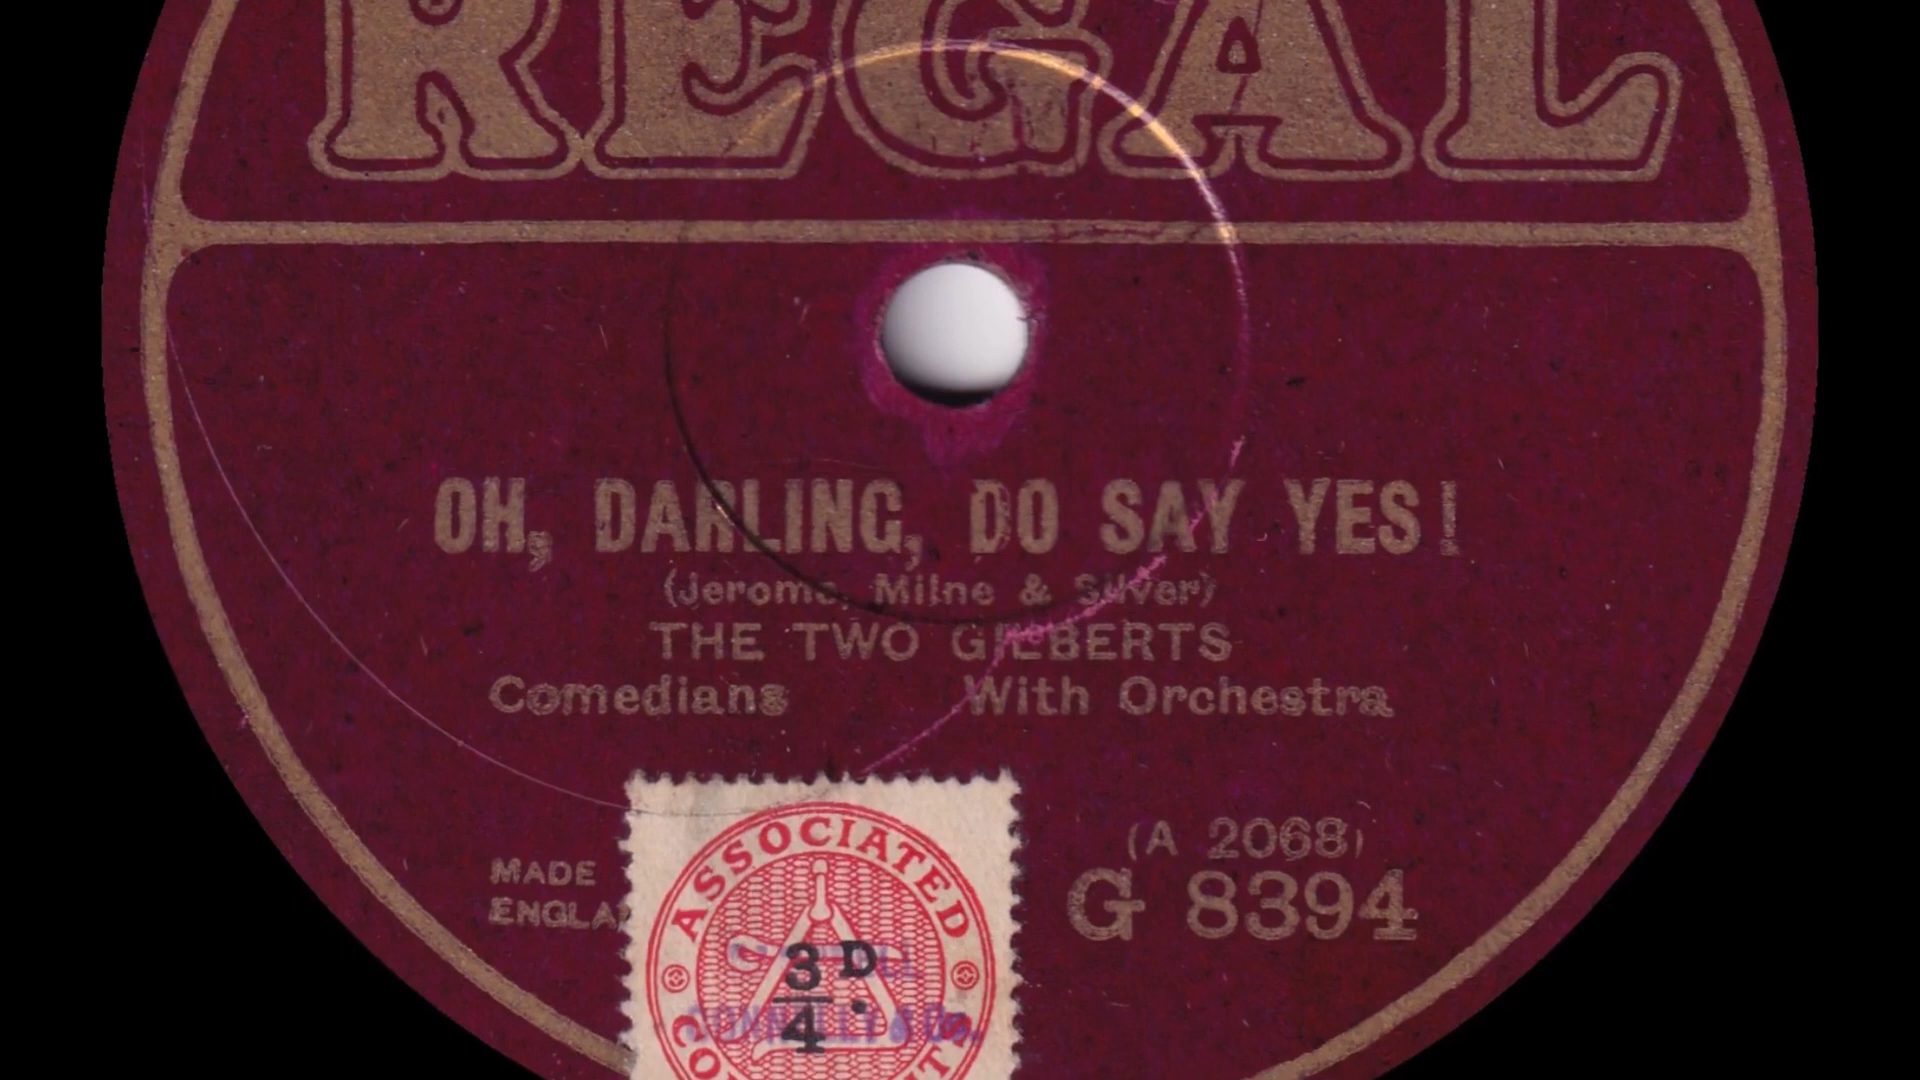 REGAL
OH, DARLING, DO SAY YES!
(Jerome, Milne & Silver)
THE TWO GILBERTS
Comedians With Orchestra
(A 2068)
MADE
G 8394
ASSOCIATED
3/4 D.